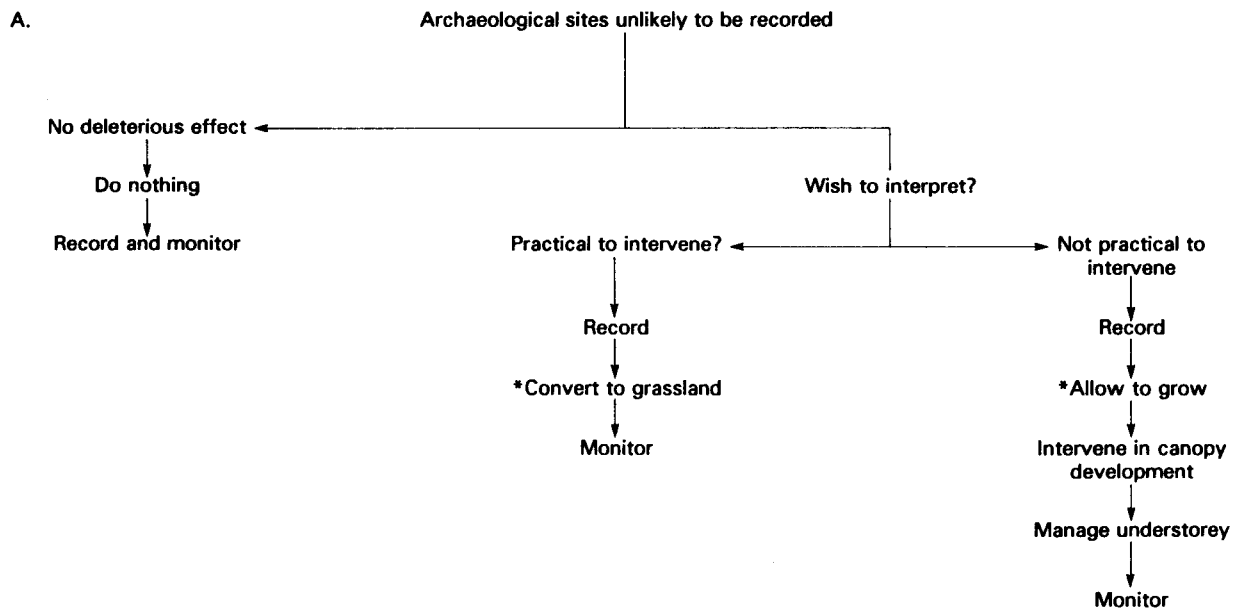 A.
Archaeological sites unlikely to be recorded
No deleterious effect
Do nothing
Record and monitor
Wish to interpret?
Practical to intervene?
Record
*Convert to grassland
Monitor
Not practical to
intervene
Record
*Allow to grow
Intervene in canopy
development
Manage understorey
Monitor